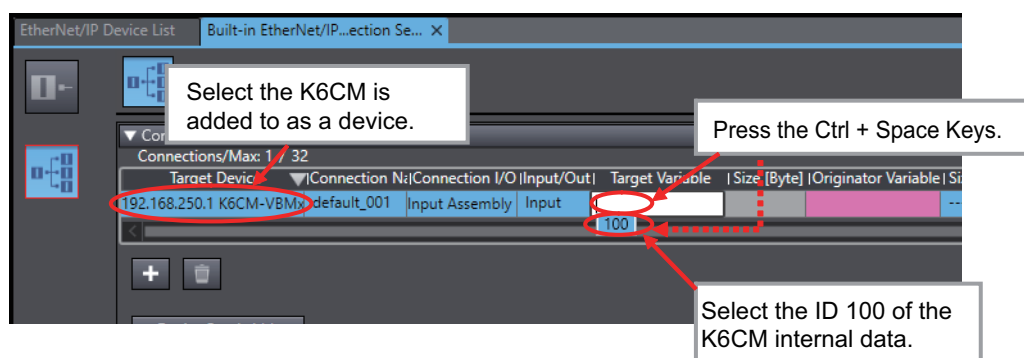 EtherNet/IP Device List
Built-in EtherNet/IP...ection Se... X
Select the K6CM is
added to as a device.
Press the Ctrl + Space Keys.
Connections/Max: 1 / 32
Target Device |Connection Na|Connection I/O |Input/Out| Target Variable | Size [Byte] |Originator Variable| Si
192.168.250.1 K6CM-VBMx default_001 Input Assembly Input --
100
Select the ID 100 of the
K6CM internal data.